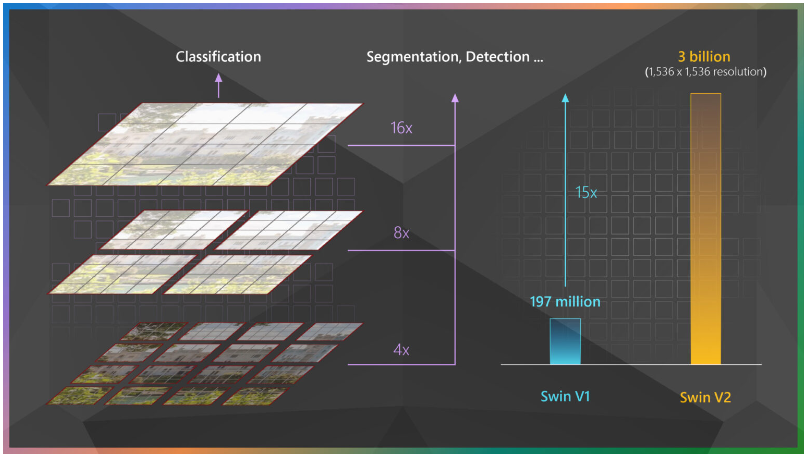 Classification
Segmentation, Detection ...
16x
8x
4x
3 billion
(1,536 x 1,536 resolution)
15x
197 million
Swin V1
Swin V2